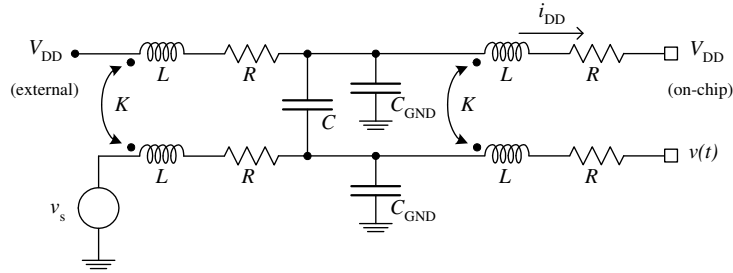 i_DD
V_DD
(external)
L
R
L
R
V_DD
(on-chip)
K
C
C_GND
K
L
R
L
R
v(t)
v_s
C_GND